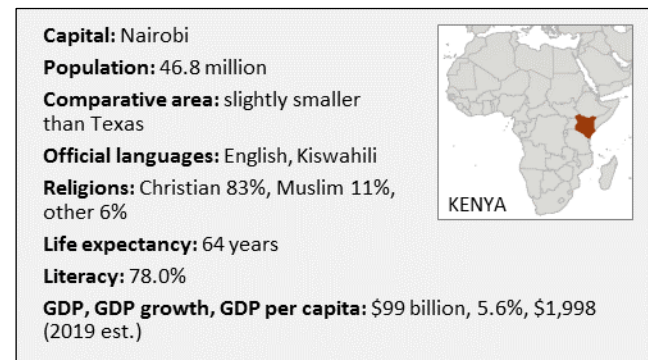 Capital: Nairobi
Population: 46.8 million
Comparative area: slightly smaller
than Texas
Official languages: English, Kiswahili
Religions: Christian 83%, Muslim 11%,
other 6%
Life expectancy: 64 years
Literacy: 78.0%
GDP, GDP growth, GDP per capita: $99 billion, 5.6%, $1,998
(2019 est.)
KENYA